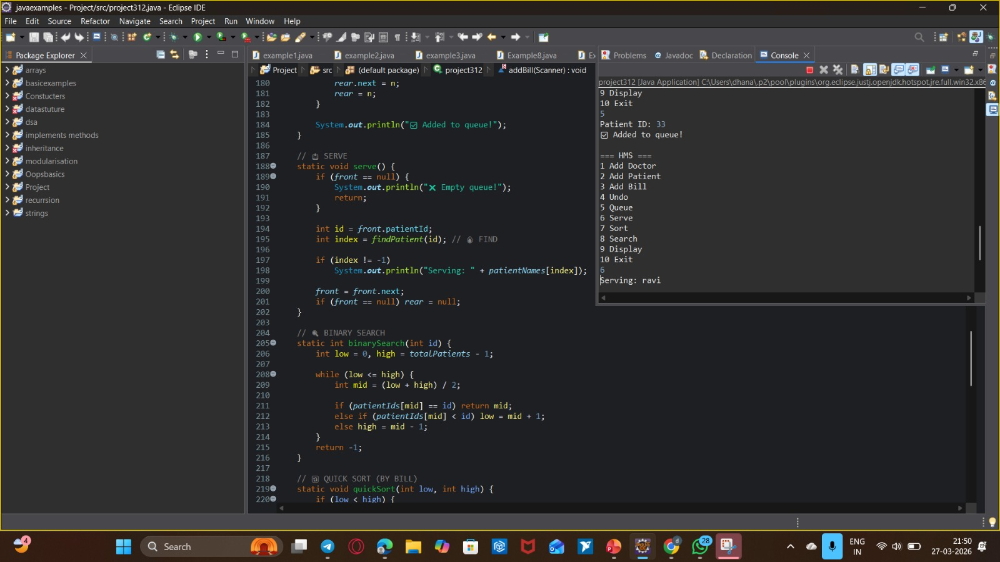 javaexamples - Project/src/project312.java - Eclipse IDE
File Edit Source Refactor Navigate Search Project Run Window Help
Package Explorer
arrays
basicexamples
Constucters
datastuture
dsa
implements methods
inheritance
modularisation
Oopsbasics
Project
recurrsion
strings
example1.java example2.java example3.java Example8.java
Project src (default package) project312 addBill(Scanner) : void
180 rear.next = n;
181 rear = n;
182 }
183
184 System.out.println("☑ Added to queue!");
185 }
186
187 // SERVE
188 static void serve() {
189 if (front == null) {
190 System.out.println("❌ Empty queue!");
191 return;
192 }
193
194 int id = front.patientId;
195 int index = findPatient(id); // 🔥 FIND
196
197 if (index != -1)
198 System.out.println("Serving: " + patientNames[index]);
199
200 front = front.next;
201 if (front == null) rear = null;
202 }
203
204 // 🔍 BINARY SEARCH
205 static int binarySearch(int id) {
206 int low = 0, high = totalPatients - 1;
207
208 while (low <= high) {
209 int mid = (low + high) / 2;
210
211 if (patientIds[mid] == id) return mid;
212 else if (patientIds[mid] < id) low = mid + 1;
213 else high = mid - 1;
214 }
215 return -1;
216 }
217
218 // QUICK SORT (BY BILL)
219 static void quickSort(int low, int high) {
220 if (low < high) {
Problems Javadoc Declaration Console
project312 [Java Application] C:\Users\dhana\.p2\pool\plugins\org.eclipse.justj.openjdk.hotspot.jre.full.win32.x86
9 Display
10 Exit
5
Patient ID: 33
☑ Added to queue!
=== HMS ===
1 Add Doctor
2 Add Patient
3 Add Bill
4 Undo
5 Queue
6 Serve
7 Sort
8 Search
9 Display
10 Exit
6
Serving: ravi
4
Search
28
ENG
IN
21:50
27-03-2026